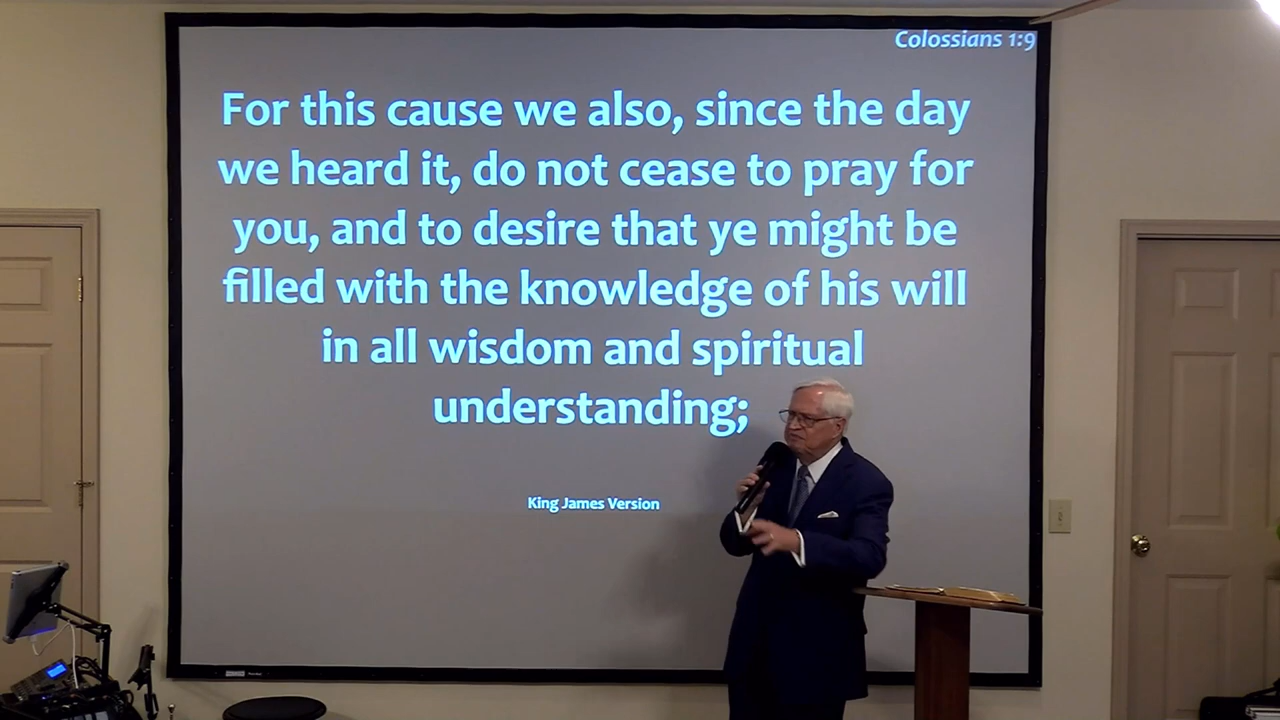 Colossians 1:9
For this cause we also, since the day
we heard it, do not cease to pray for
you, and to desire that ye might be
filled with the knowledge of his will
in all wisdom and spiritual
understanding;
King James Version